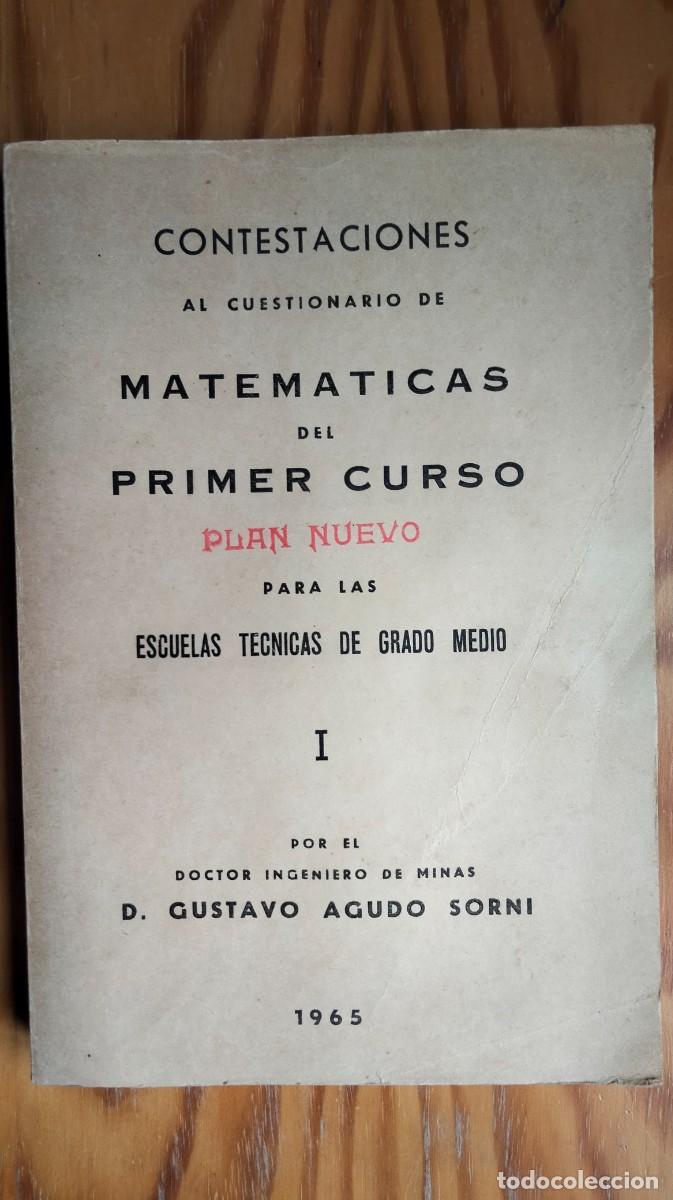 CONTESTACIONES
AL CUESTIONARIO DE
MATEMATICAS
DEL
PRIMER CURSO
PLAN NUEVO
PARA LAS
ESCUELAS TECNICAS DE GRADO MEDIO
I
POR EL
DOCTOR INGENIERO DE MINAS
D. GUSTAVO AGUDO SORNI
1965
todocoleccion